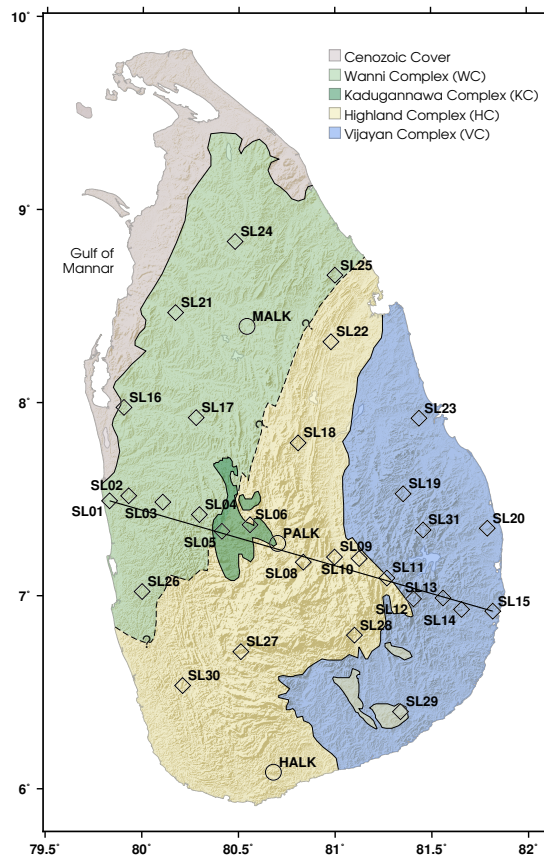 10°
Cenozoic Cover
Wanni Complex (WC)
Kadugannawa Complex (KC)
Highland Complex (HC)
Vijayan Complex (VC)
9°
SL24
Gulf of
Mannar
SL25
SL21
MALK
?
SL22
8°
SL16
SL17
SL23
?
SL18
SL19
SL02
SL01
SL03
SL04
SL06
SL31
SL20
SL05
PALK
SL09
SL08
SL10
SL11
7°
SL26
SL13
SL15
SL12
SL14
SL28
?
SL27
SL30
SL29
HALK
6°
79.5°
80°
80.5°
81°
81.5°
82°